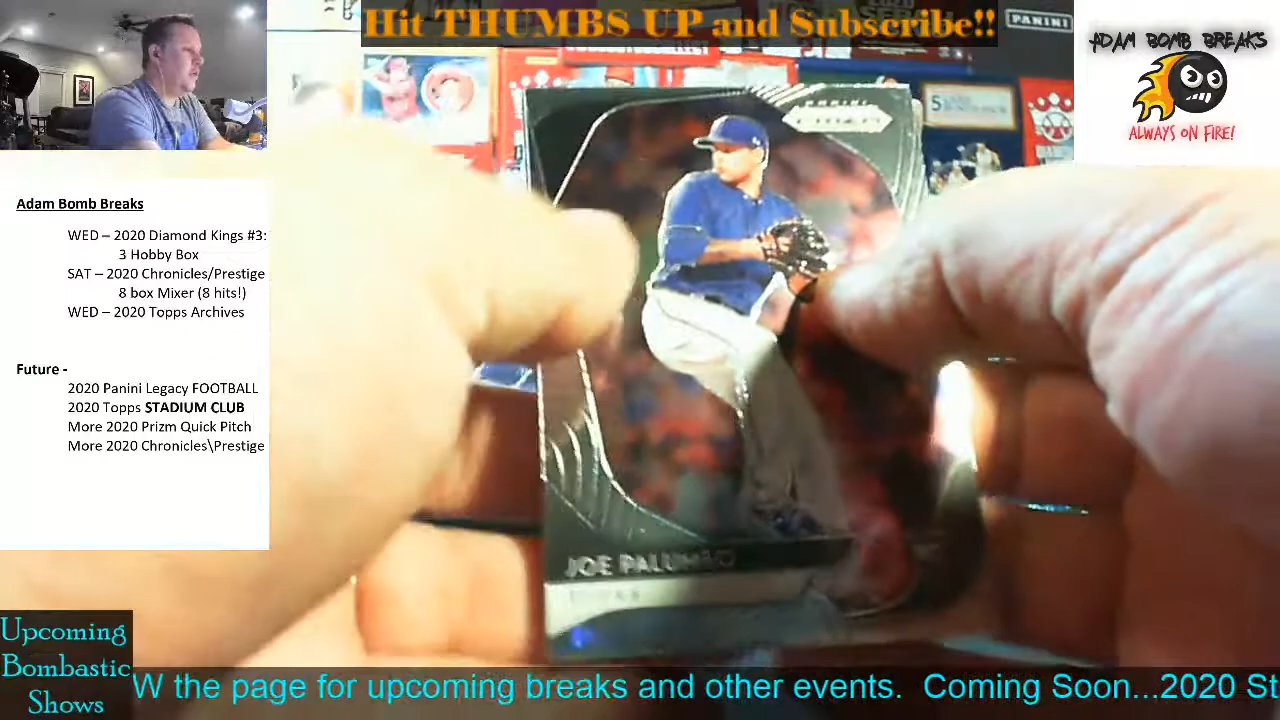 Hit THUMBS UP and Subscribe!!
PANINI
ADAM BOMB BREAKS
ALWAYS ON FIRE!
Adam Bomb Breaks
WED – 2020 Diamond Kings #3:
3 Hobby Box
SAT – 2020 Chronicles/Prestige
8 box Mixer (8 hits!)
WED – 2020 Topps Archives
Future -
2020 Panini Legacy FOOTBALL
2020 Topps STADIUM CLUB
More 2020 Prizm Quick Pitch
More 2020 Chronicles\Prestige
5
PANINI
PRIZM
JOE PALUMBO
Upcoming
Bombastic
Shows
W the page for upcoming breaks and other events.  Coming Soon...2020 St